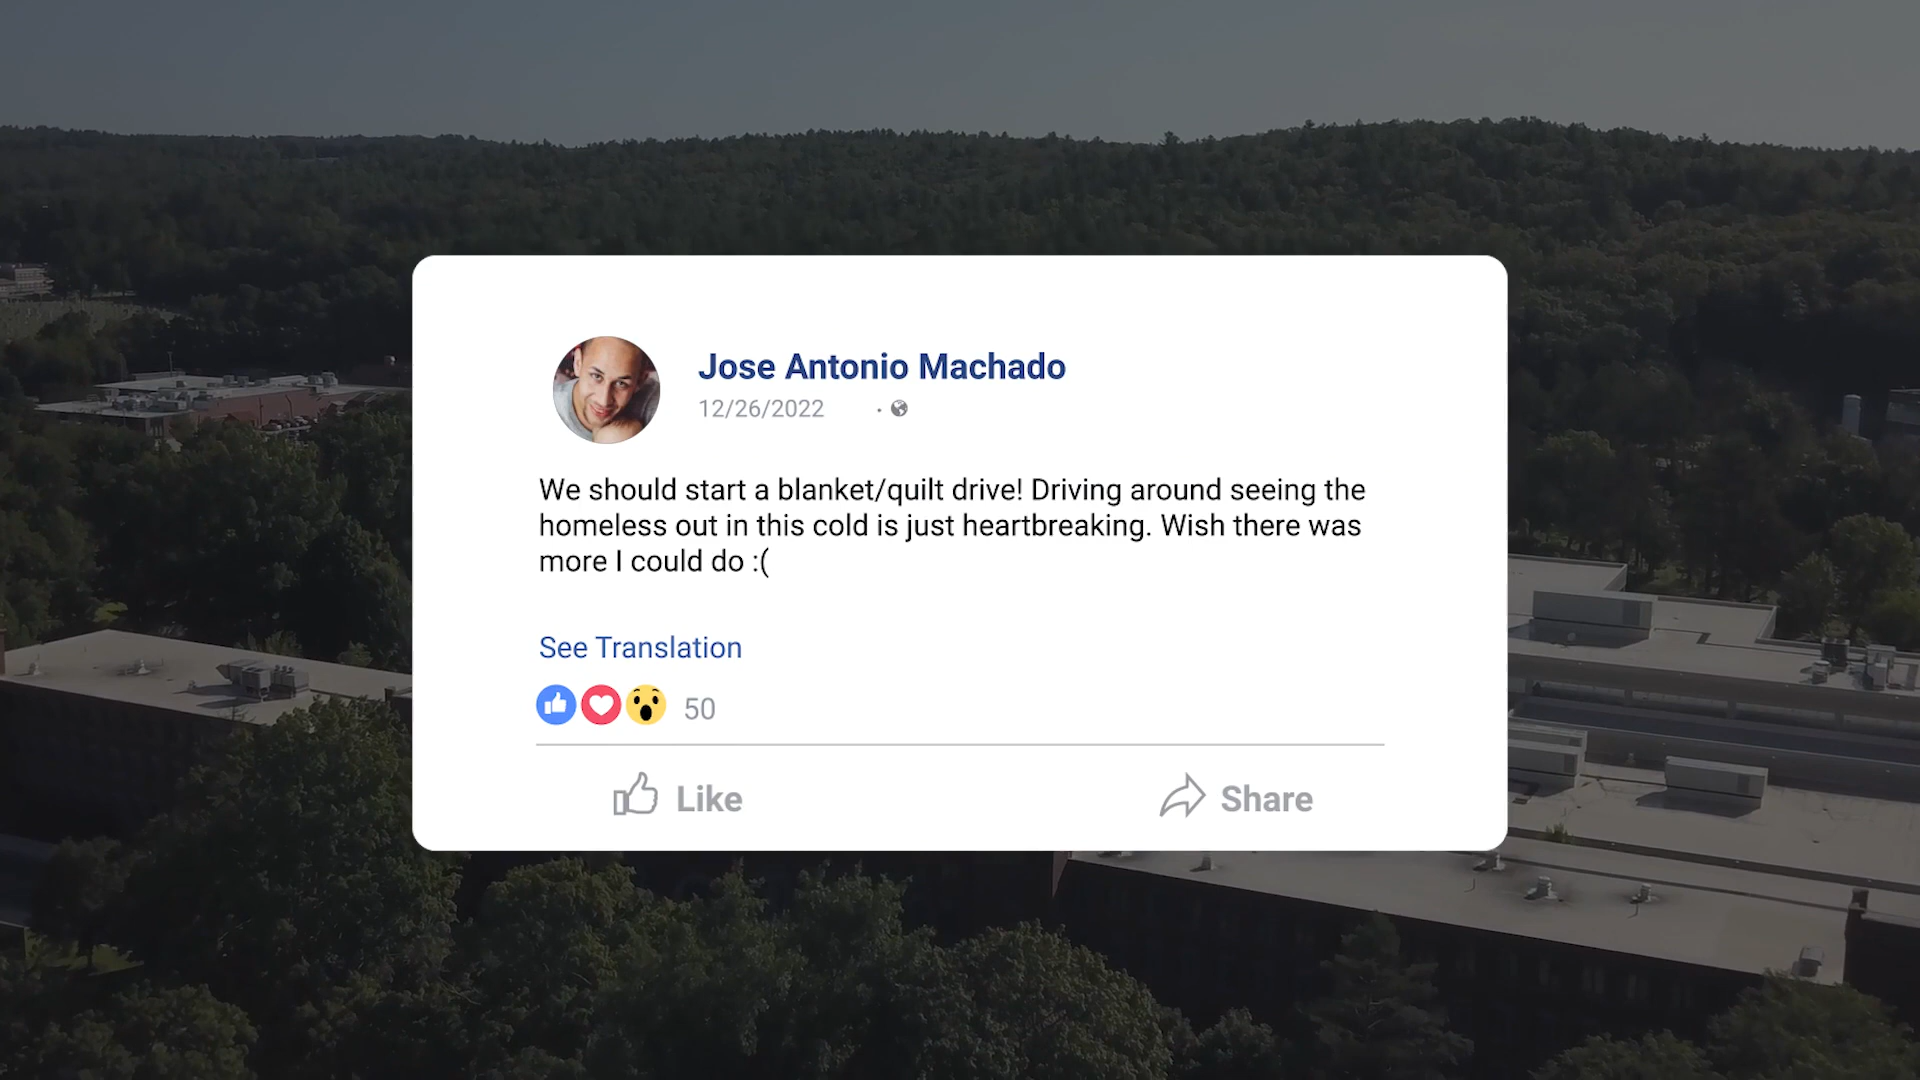 Jose Antonio Machado
12/26/2022
We should start a blanket/quilt drive! Driving around seeing the
homeless out in this cold is just heartbreaking. Wish there was
more I could do :(
See Translation
50
Like
Share